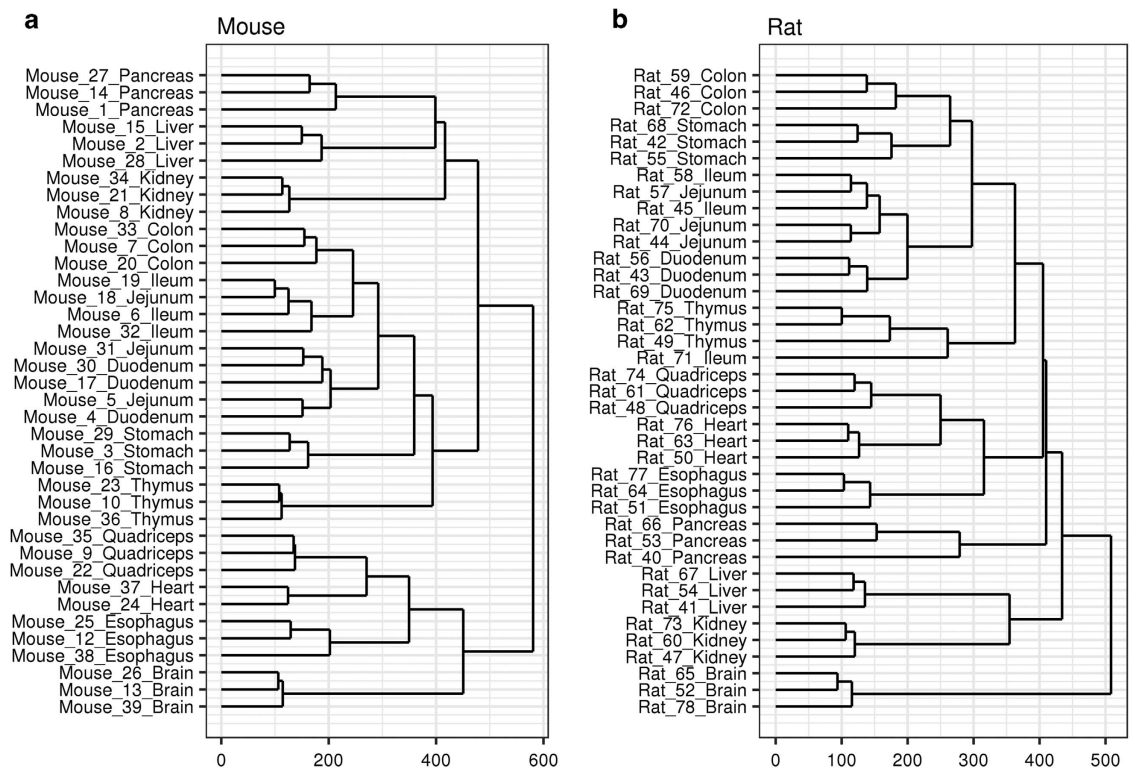 a
Mouse
Mouse_27_Pancreas
Mouse_14_Pancreas
Mouse_1_Pancreas
Mouse_15_Liver
Mouse_2_Liver
Mouse_28_Liver
Mouse_34_Kidney
Mouse_21_Kidney
Mouse_8_Kidney
Mouse_33_Colon
Mouse_7_Colon
Mouse_20_Colon
Mouse_19_Ileum
Mouse_18_Jejunum
Mouse_6_Ileum
Mouse_32_Ileum
Mouse_31_Jejunum
Mouse_30_Duodenum
Mouse_17_Duodenum
Mouse_5_Jejunum
Mouse_4_Duodenum
Mouse_29_Stomach
Mouse_3_Stomach
Mouse_16_Stomach
Mouse_23_Thymus
Mouse_10_Thymus
Mouse_36_Thymus
Mouse_35_Quadriceps
Mouse_9_Quadriceps
Mouse_22_Quadriceps
Mouse_37_Heart
Mouse_24_Heart
Mouse_25_Esophagus
Mouse_12_Esophagus
Mouse_38_Esophagus
Mouse_26_Brain
Mouse_13_Brain
Mouse_39_Brain
0 200 400 600
b
Rat
Rat_59_Colon
Rat_46_Colon
Rat_72_Colon
Rat_68_Stomach
Rat_42_Stomach
Rat_55_Stomach
Rat_58_Ileum
Rat_57_Jejunum
Rat_45_Ileum
Rat_70_Jejunum
Rat_44_Jejunum
Rat_56_Duodenum
Rat_43_Duodenum
Rat_69_Duodenum
Rat_75_Thymus
Rat_62_Thymus
Rat_49_Thymus
Rat_71_Ileum
Rat_74_Quadriceps
Rat_61_Quadriceps
Rat_48_Quadriceps
Rat_76_Heart
Rat_63_Heart
Rat_50_Heart
Rat_77_Esophagus
Rat_64_Esophagus
Rat_51_Esophagus
Rat_66_Pancreas
Rat_53_Pancreas
Rat_40_Pancreas
Rat_67_Liver
Rat_54_Liver
Rat_41_Liver
Rat_73_Kidney
Rat_60_Kidney
Rat_47_Kidney
Rat_65_Brain
Rat_52_Brain
Rat_78_Brain
0 100 200 300 400 500